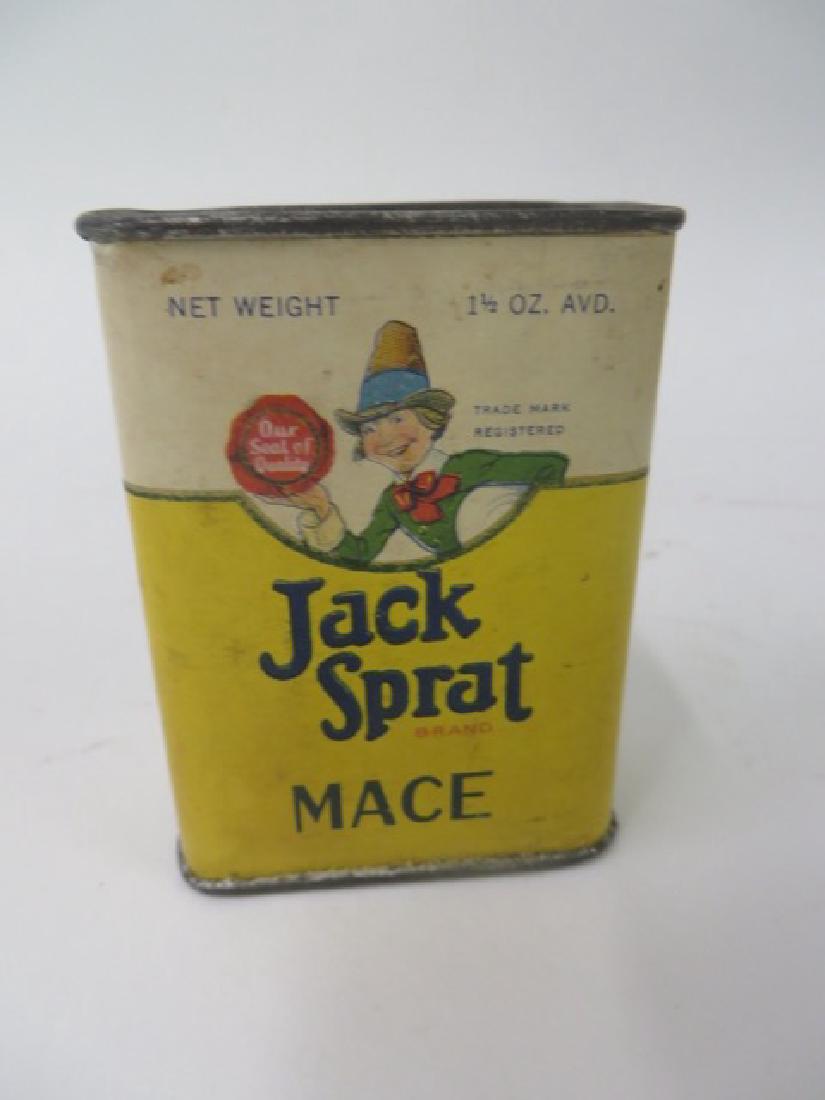 NET WEIGHT 1½ OZ. AVD.
TRADE MARK
REGISTERED
Our
Seal of
Quality
Jack
Sprat
BRAND
MACE